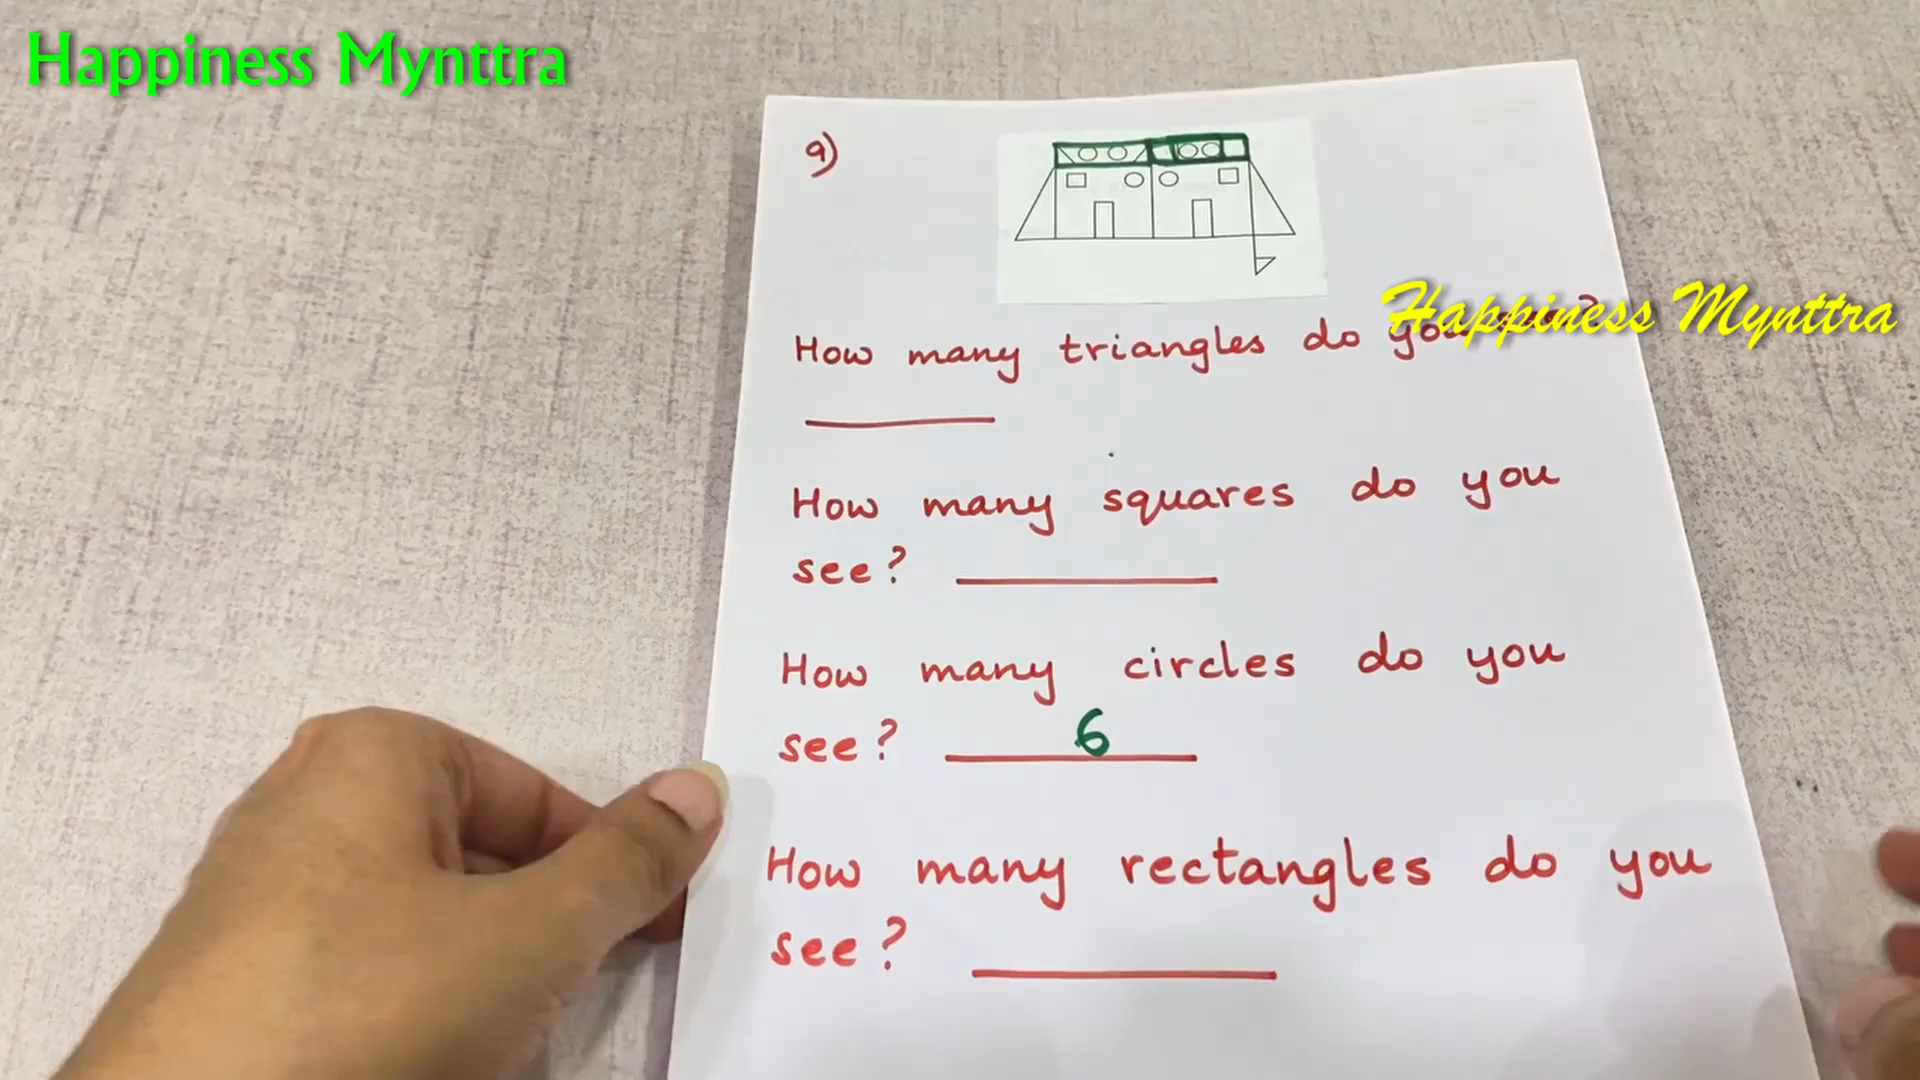 Happiness Mynttra
9)
Happiness Mynttra
How many triangles do you
How many squares do you
see?
How many circles do you
see? 6
How many rectangles do you
see?